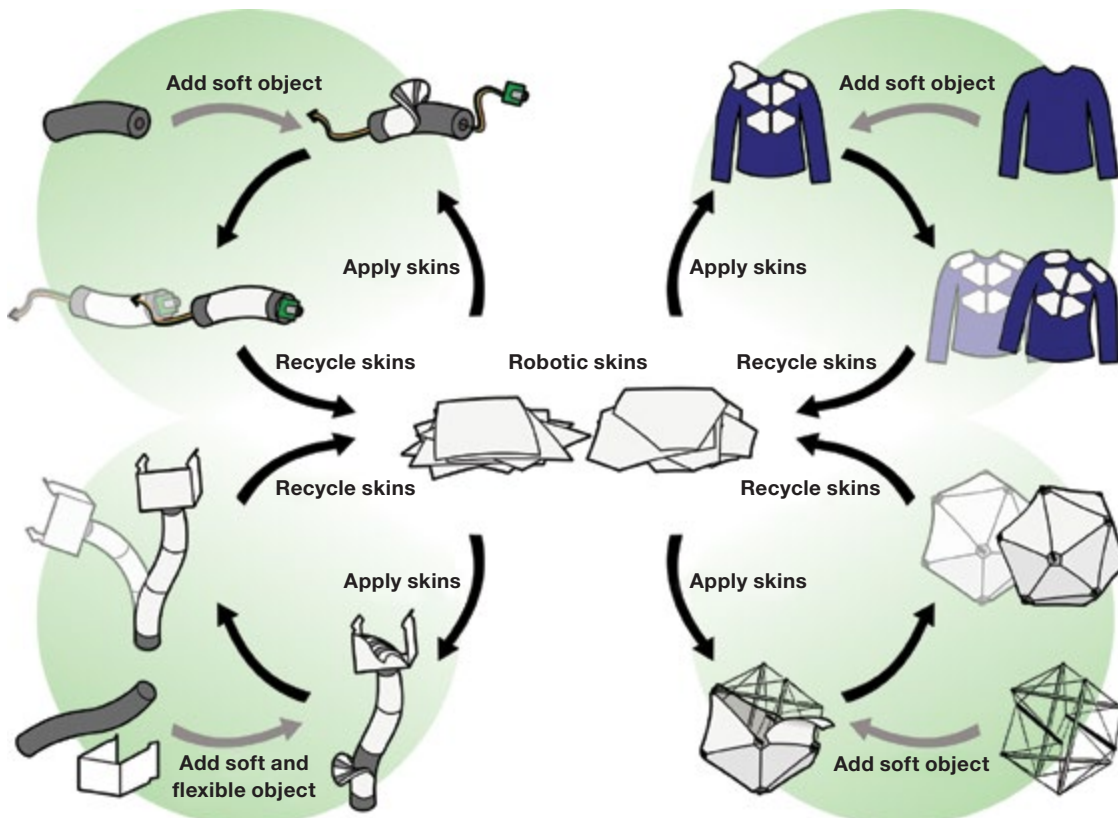 Add soft object
Add soft object
Apply skins
Apply skins
Recycle skins
Robotic skins
Recycle skins
Recycle skins
Recycle skins
Apply skins
Apply skins
Add soft and
flexible object
Add soft object